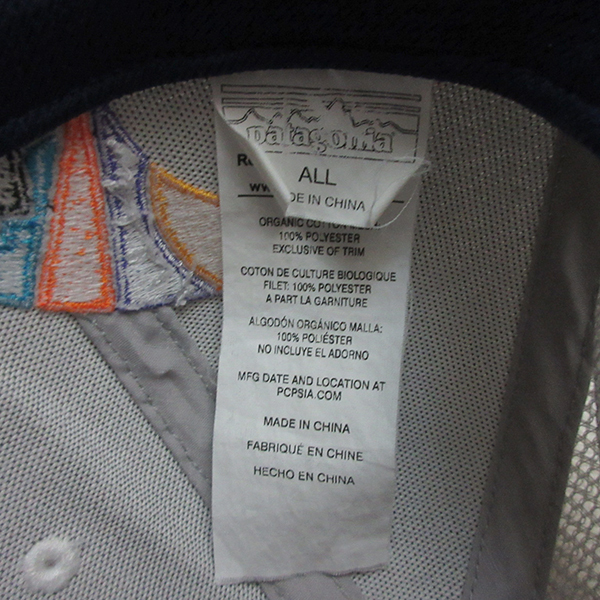 patagonia
ALL
DE IN CHINA
www.
ORGANIC
100% POLYESTER
EXCLUSIVE OF TRIM
COTON DE CULTURE BIOLOGIQUE
FILET: 100% POLYESTER
A PART LA GARNITURE
ALGODÓN ORGÁNICO MALLA:
100% POLIÉSTER
NO INCLUYE EL ADORNO
MFG DATE AND LOCATION AT
PCPSIA.COM
MADE IN CHINA
FABRIQUÉ EN CHINE
HECHO EN CHINA